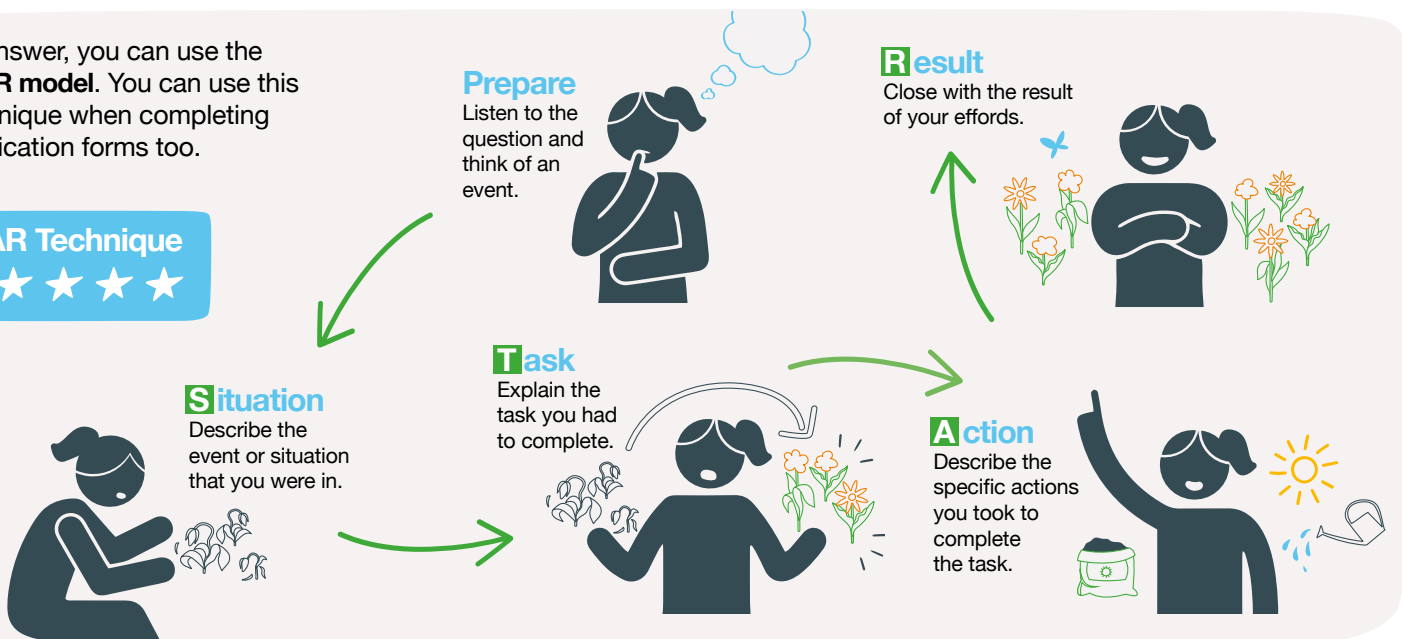 nswer, you can use the
R model. You can use this
nique when completing
ication forms too.
AR Technique
Prepare
Listen to the
question and
think of an
event.
Situation
Describe the
event or situation
that you were in.
Task
Explain the
task you had
to complete.
Action
Describe the
specific actions
you took to
complete
the task.
Result
Close with the result
of your effords.